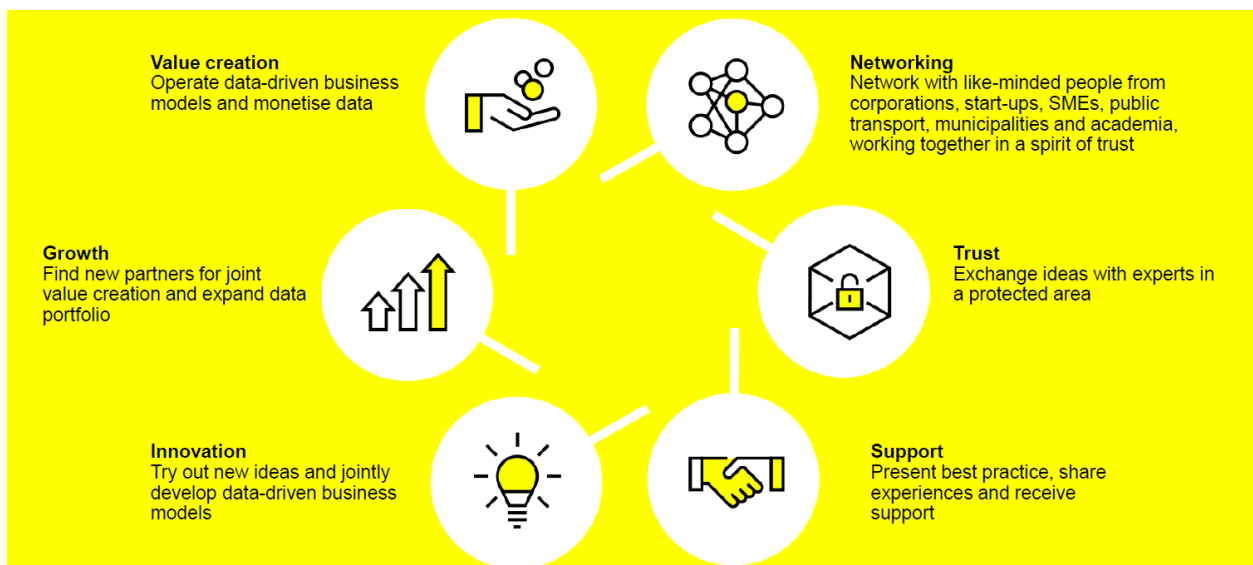 Value creation
Operate data-driven business
models and monetise data
Networking
Network with like-minded people from
corporations, start-ups, SMEs, public
transport, municipalities and academia,
working together in a spirit of trust
Growth
Find new partners for joint
value creation and expand data
portfolio
Trust
Exchange ideas with experts in
a protected area
Innovation
Try out new ideas and jointly
develop data-driven business
models
Support
Present best practice, share
experiences and receive
support